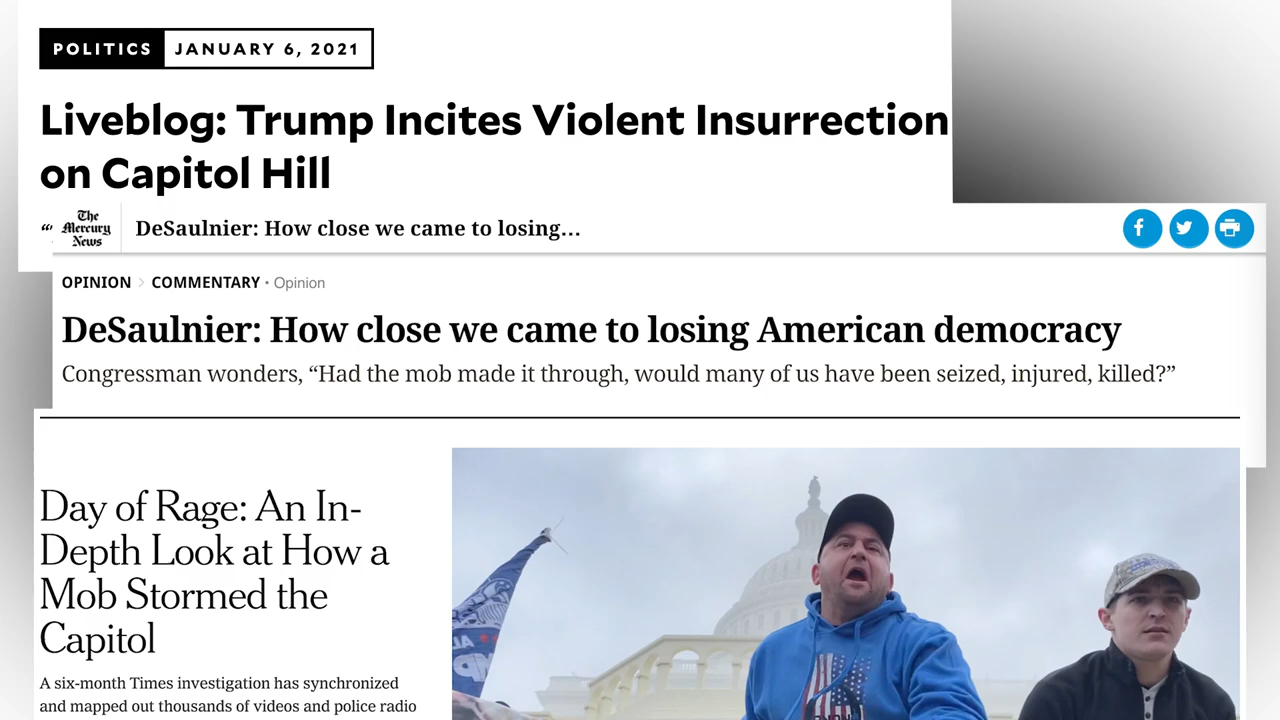 POLITICS JANUARY 6, 2021
Liveblog: Trump Incites Violent Insurrection
on Capitol Hill
“
The
Mercury
News
DeSaulnier: How close we came to losing...
OPINION > COMMENTARY • Opinion
DeSaulnier: How close we came to losing American democracy
Congressman wonders, “Had the mob made it through, would many of us have been seized, injured, killed?”
Day of Rage: An In-
Depth Look at How a
Mob Stormed the
Capitol
A six-month Times investigation has synchronized
and mapped out thousands of videos and police radio